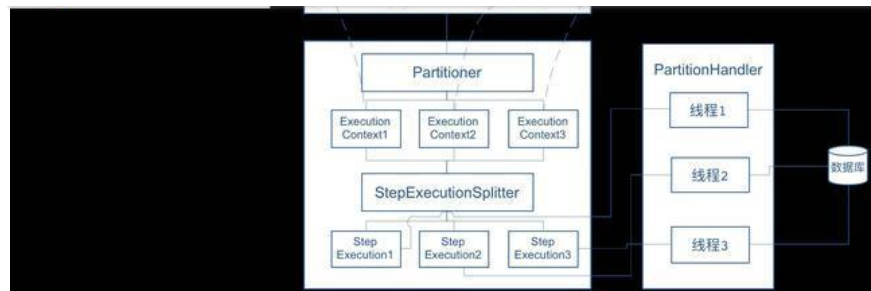 Partitioner
Execution
Context1
Execution
Context2
Execution
Context3
StepExecutionSplitter
Step
Execution1
Step
Execution2
Step
Execution3
PartitionHandler
线程1
线程2
线程3
数据库